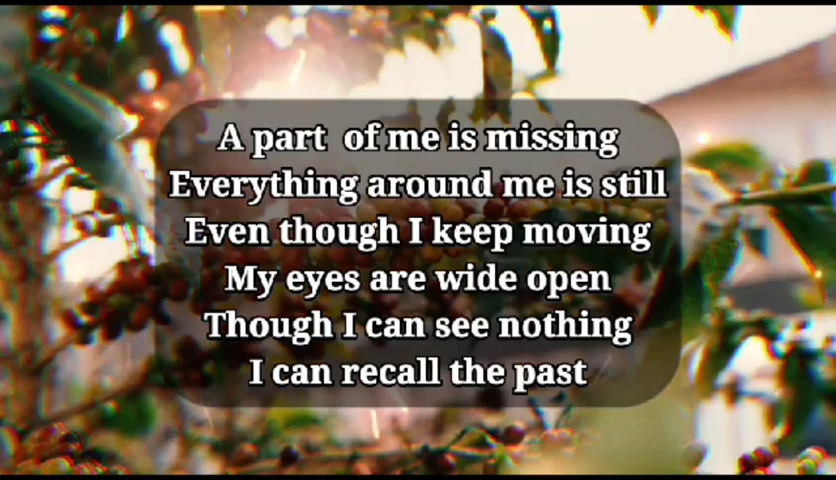 A part of me is missing
Everything around me is still
Even though I keep moving
My eyes are wide open
Though I can see nothing
I can recall the past